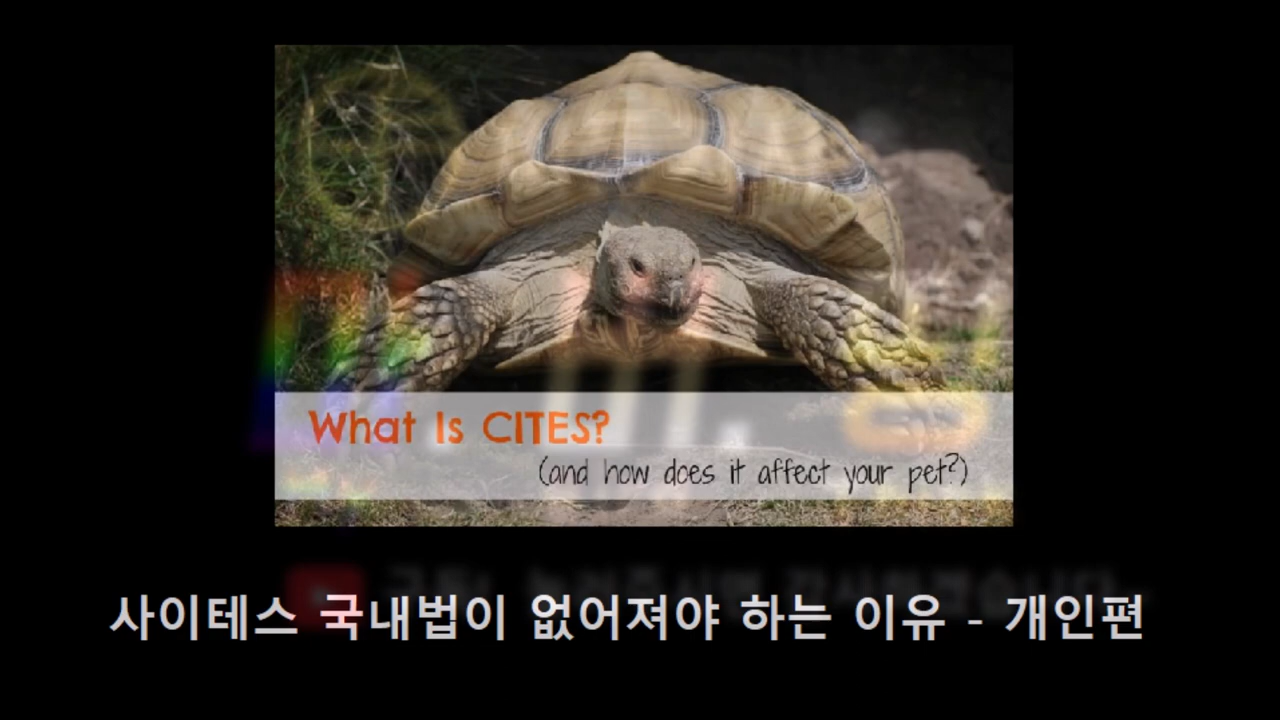 What Is CITES?
(and how does it affect your pet?)
사이테스 국내법이 없어져야 하는 이유 - 개인편